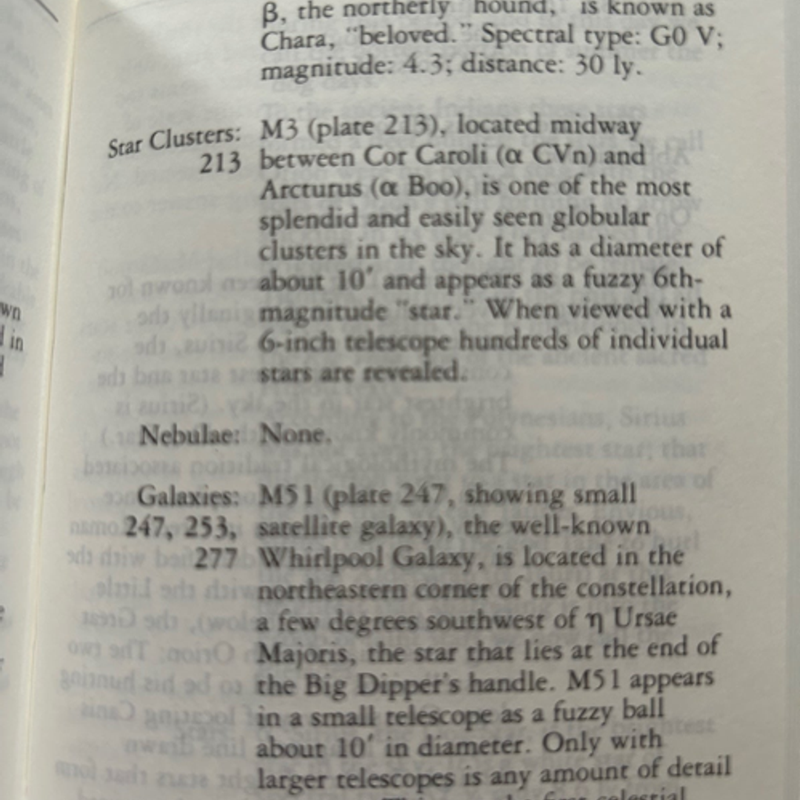 β, the northerly "hound," is known as
Chara, "beloved." Spectral type: G0 V;
magnitude: 4.3; distance: 30 ly.
Star Clusters:
213
M3 (plate 213), located midway
between Cor Caroli (α CVn) and
Arcturus (α Boo), is one of the most
splendid and easily seen globular
clusters in the sky. It has a diameter of
about 10′ and appears as a fuzzy 6th-
magnitude "star." When viewed with a
6-inch telescope hundreds of individual
stars are revealed.
Nebulae: None.
Galaxies:
247, 253,
277
M51 (plate 247, showing small
satellite galaxy), the well-known
Whirlpool Galaxy, is located in the
northeastern corner of the constellation,
a few degrees southwest of η Ursae
Majoris, the star that lies at the end of
the Big Dipper's handle. M51 appears
in a small telescope as a fuzzy ball
about 10′ in diameter. Only with
larger telescopes is any amount of detail